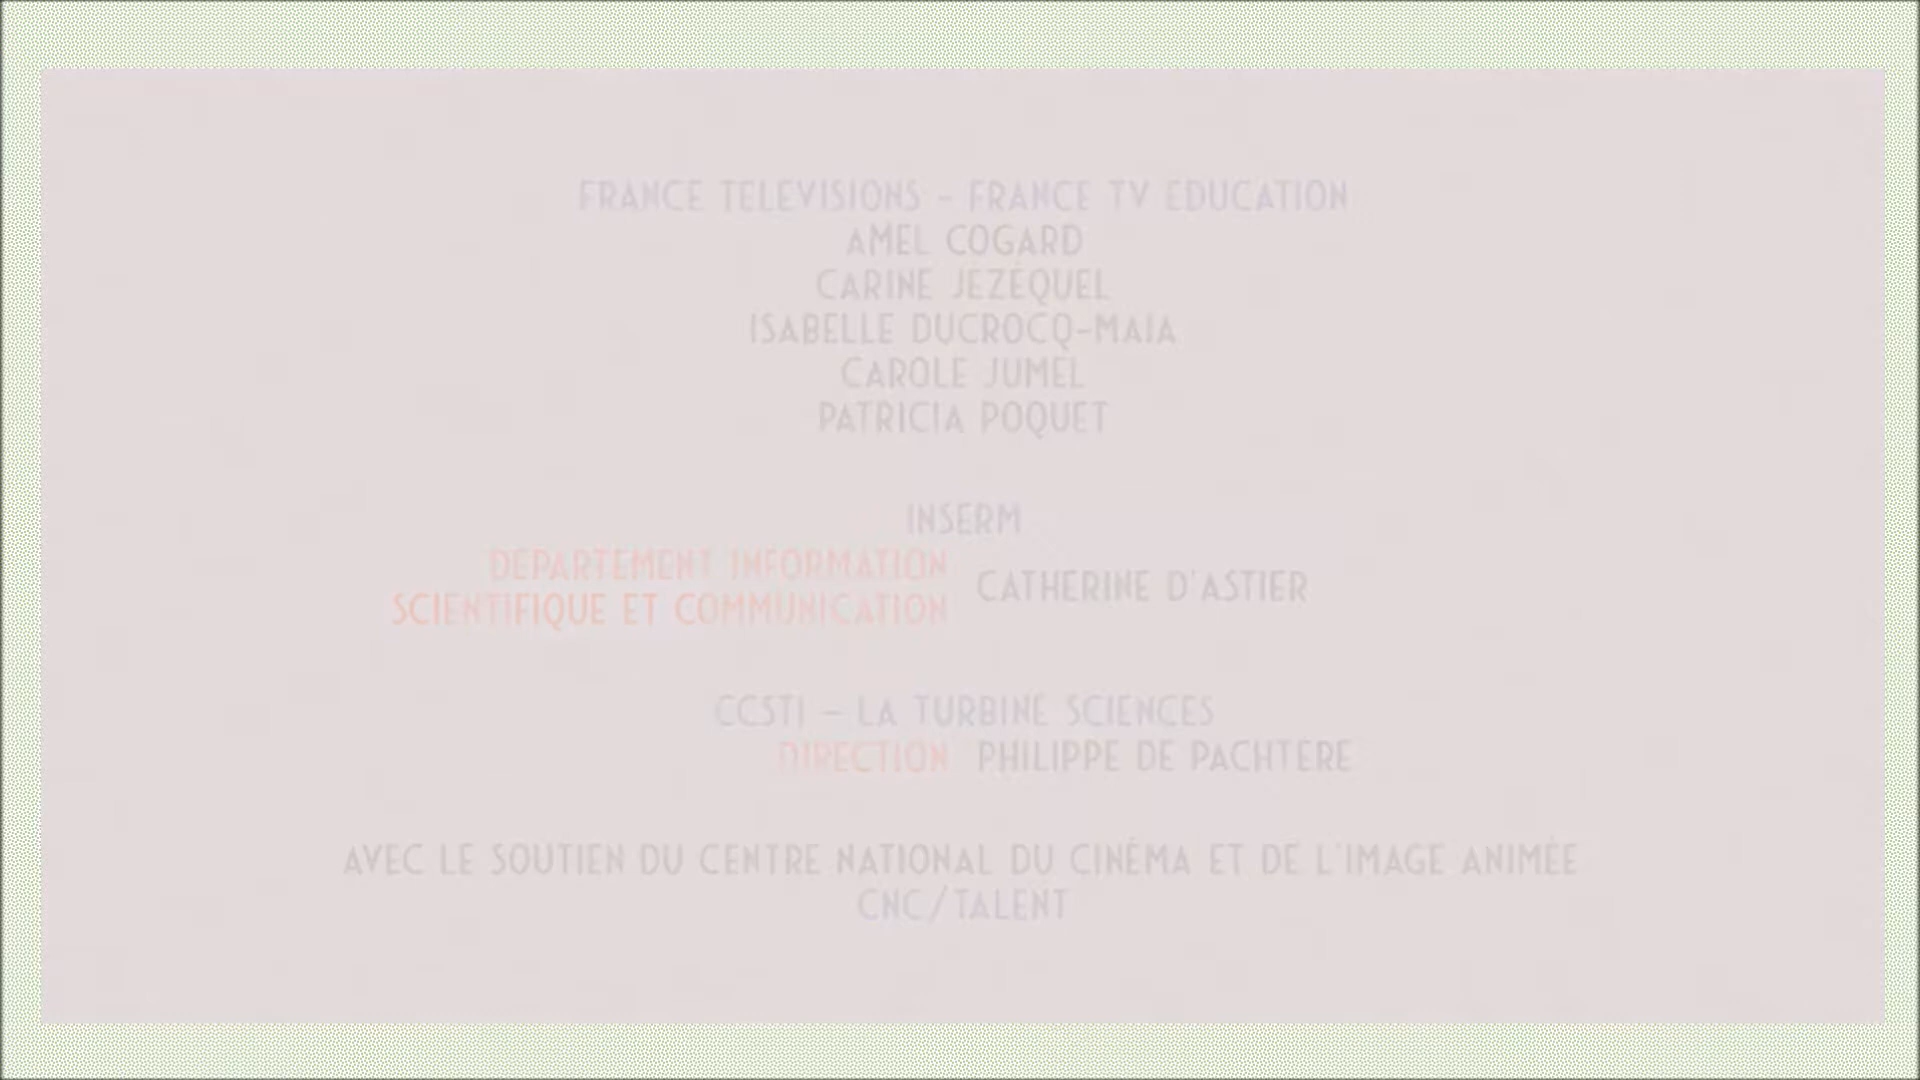 FRANCE TELEVISIONS - FRANCE TV EDUCATION
AMEL COGARD
CARINE JÉZÉQUEL
ISABELLE DUCROCQ-MAIA
CAROLE JUMEL
PATRICIA POQUET
INSERM
DEPARTEMENT INFORMATION
SCIENTIFIQUE ET COMMUNICATION
CATHERINE D'ASTIER
CCSTI – LA TURBINE SCIENCES
DIRECTION PHILIPPE DE PACHTERE
AVEC LE SOUTIEN DU CENTRE NATIONAL DU CINÉMA ET DE L'IMAGE ANIMÉE
CNC/TALENT